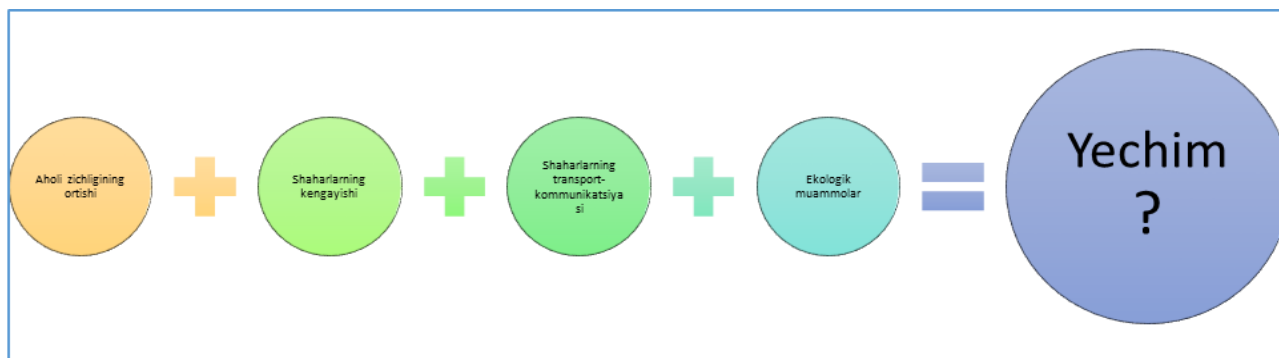 Aholi zichligining
ortishi
Shaharlarning
kengayishi
Shaharlarning
transport-
kommunikatsiya
si
Ekologik
muammolar
Yechim
?